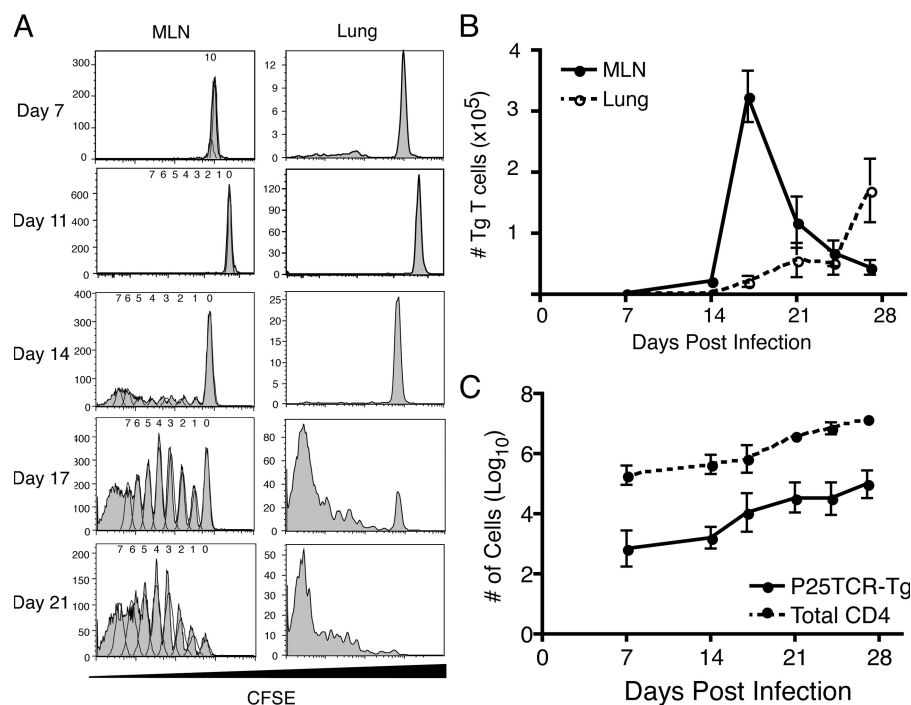 A
MLN
Lung
Day 7
300
200
100
0
10
12
9
6
3
0
Day 11
600
400
200
0
7 6 5 4 3 2 1 0
120
90
60
30
0
Day 14
400
300
200
100
0
7 6 5 4 3 2 1 0
25
20
15
10
5
0
Day 17
400
300
200
100
0
7 6 5 4 3 2 1 0
80
60
40
20
0
Day 21
200
150
100
50
0
7 6 5 4 3 2 1 0
50
40
30
20
10
0
CFSE
B
# Tg T cells (x10⁵)
4
3
2
1
MLN
Lung
0 7 14 21 28
Days Post Infection
C
# of Cells (Log₁₀)
8
6
4
2
0
P25TCR-Tg
Total CD4
0 7 14 21 28
Days Post Infection